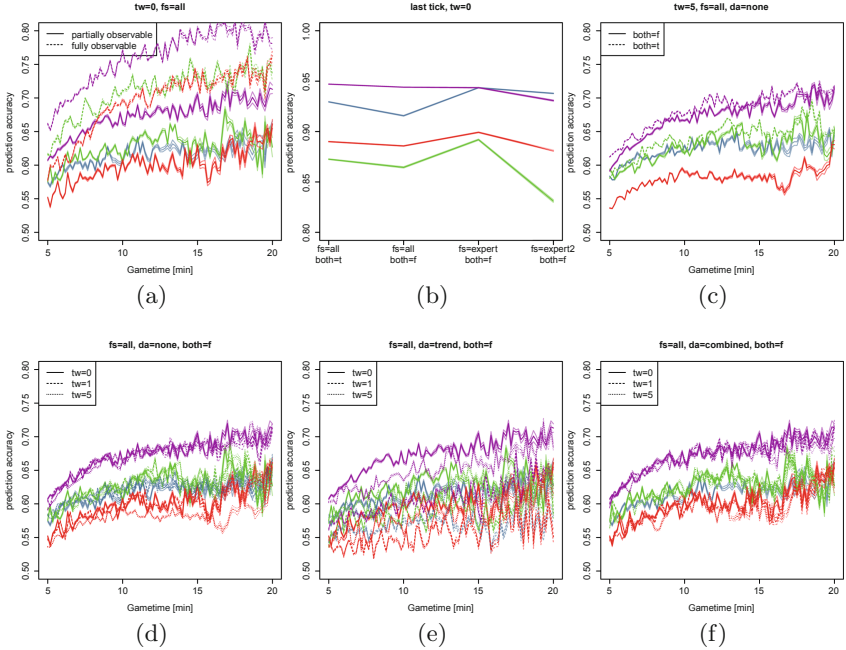 tw=0, fs=all
prediction accuracy
0.50 0.55 0.60 0.65 0.70 0.75 0.80
partially observable
fully observable
5 10 15 20
Gametime [min]
(a)
last tick, tw=0
prediction accuracy
0.80 0.85 0.90 0.95 1.00
fs=all fs=all fs=expert fs=expert2
both=t both=f both=f both=f
(b)
tw=5, fs=all, da=none
prediction accuracy
0.50 0.55 0.60 0.65 0.70 0.75 0.80
both=f
both=t
5 10 15 20
Gametime [min]
(c)
fs=all, da=none, both=f
prediction accuracy
0.50 0.55 0.60 0.65 0.70 0.75 0.80
tw=0
tw=1
tw=5
5 10 15 20
Gametime [min]
(d)
fs=all, da=trend, both=f
prediction accuracy
0.50 0.55 0.60 0.65 0.70 0.75 0.80
tw=0
tw=1
tw=5
5 10 15 20
Gametime [min]
(e)
fs=all, da=combined, both=f
prediction accuracy
0.50 0.55 0.60 0.65 0.70 0.75 0.80
tw=0
tw=1
tw=5
5 10 15 20
Gametime [min]
(f)